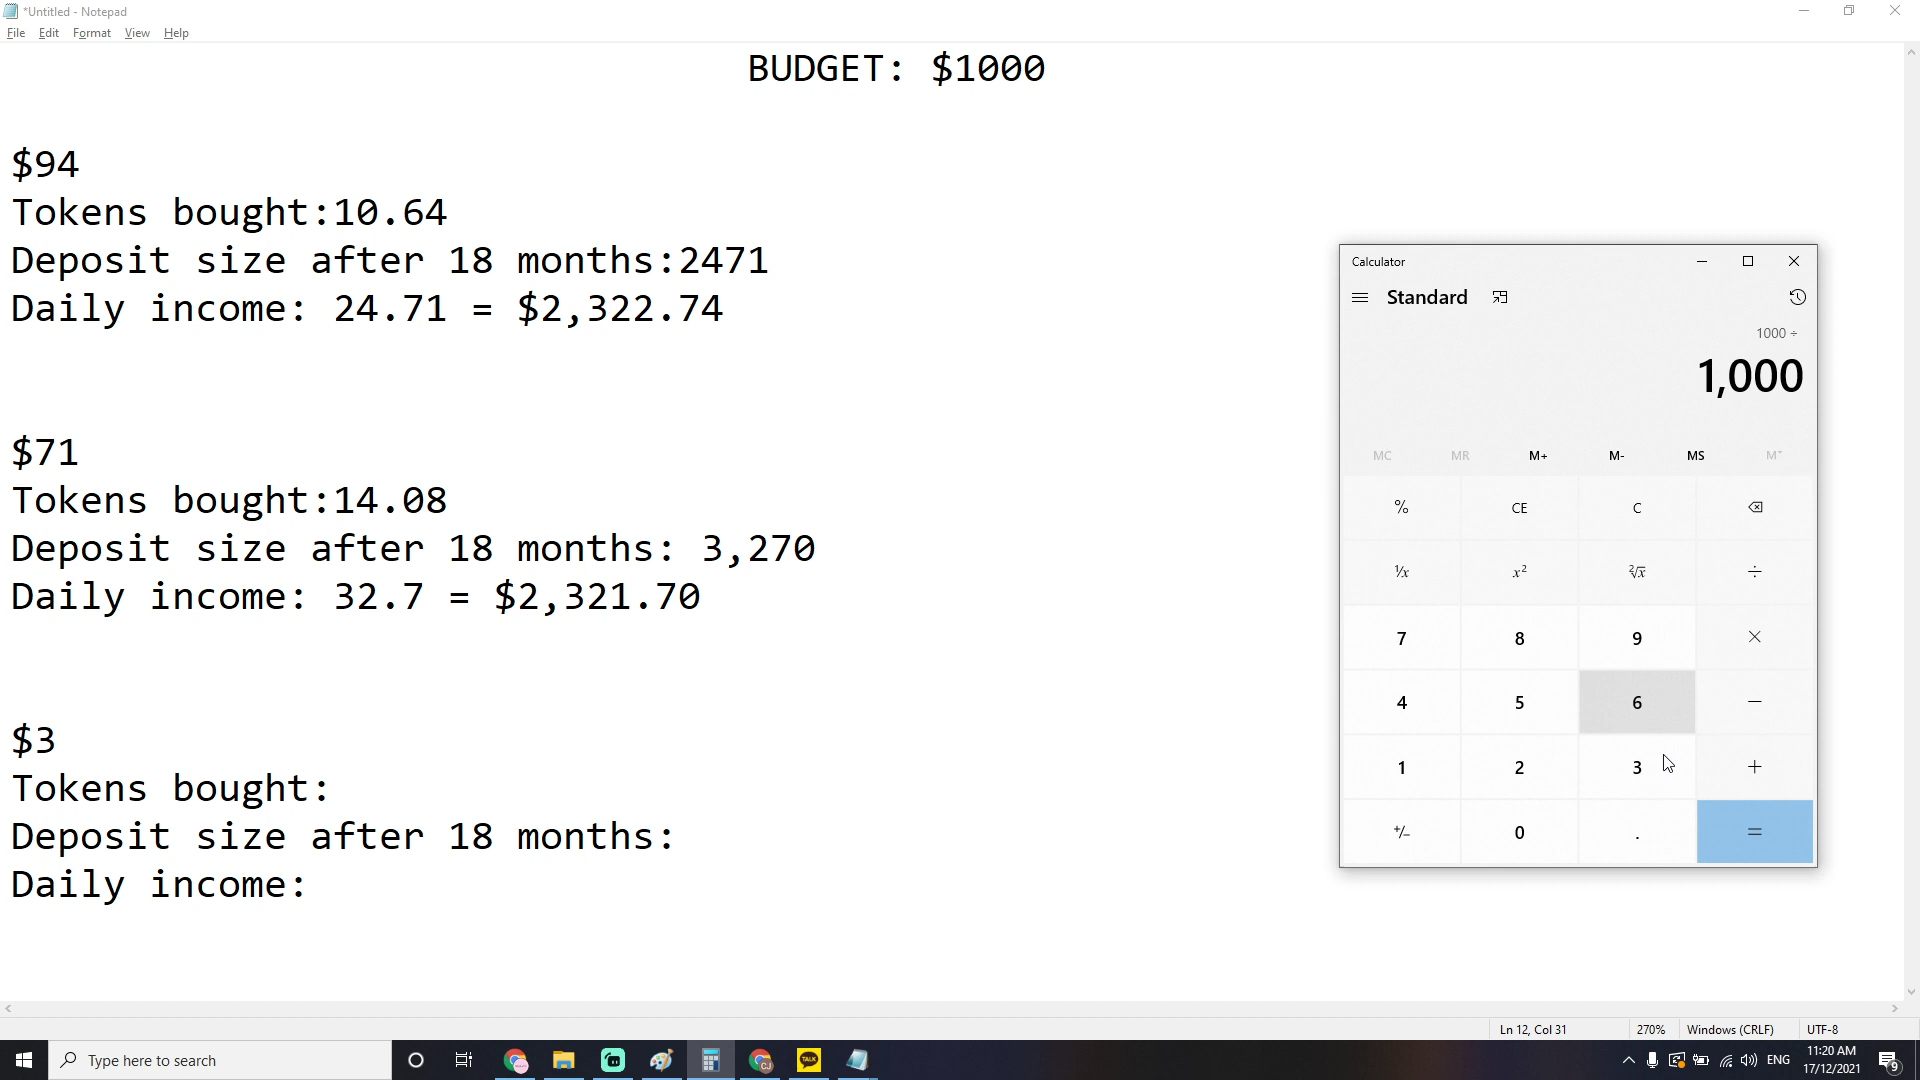 *Untitled - Notepad
File Edit Format View Help
BUDGET: $1000
$94
Tokens bought:10.64
Deposit size after 18 months:2471
Daily income: 24.71 = $2,322.74
$71
Tokens bought:14.08
Deposit size after 18 months: 3,270
Daily income: 32.7 = $2,321.70
$3
Tokens bought:
Deposit size after 18 months:
Daily income:
Calculator
Standard
1000 ÷
1,000
MC MR M+ M- MS M˅
% CE C
¹/x x² ²√x ÷
7 8 9 ×
4 5 6 −
1 2 3 +
+/− 0 . =
Ln 12, Col 31 270% Windows (CRLF) UTF-8
Type here to search
CJ
TALK
ENG
11:20 AM
17/12/2021
9